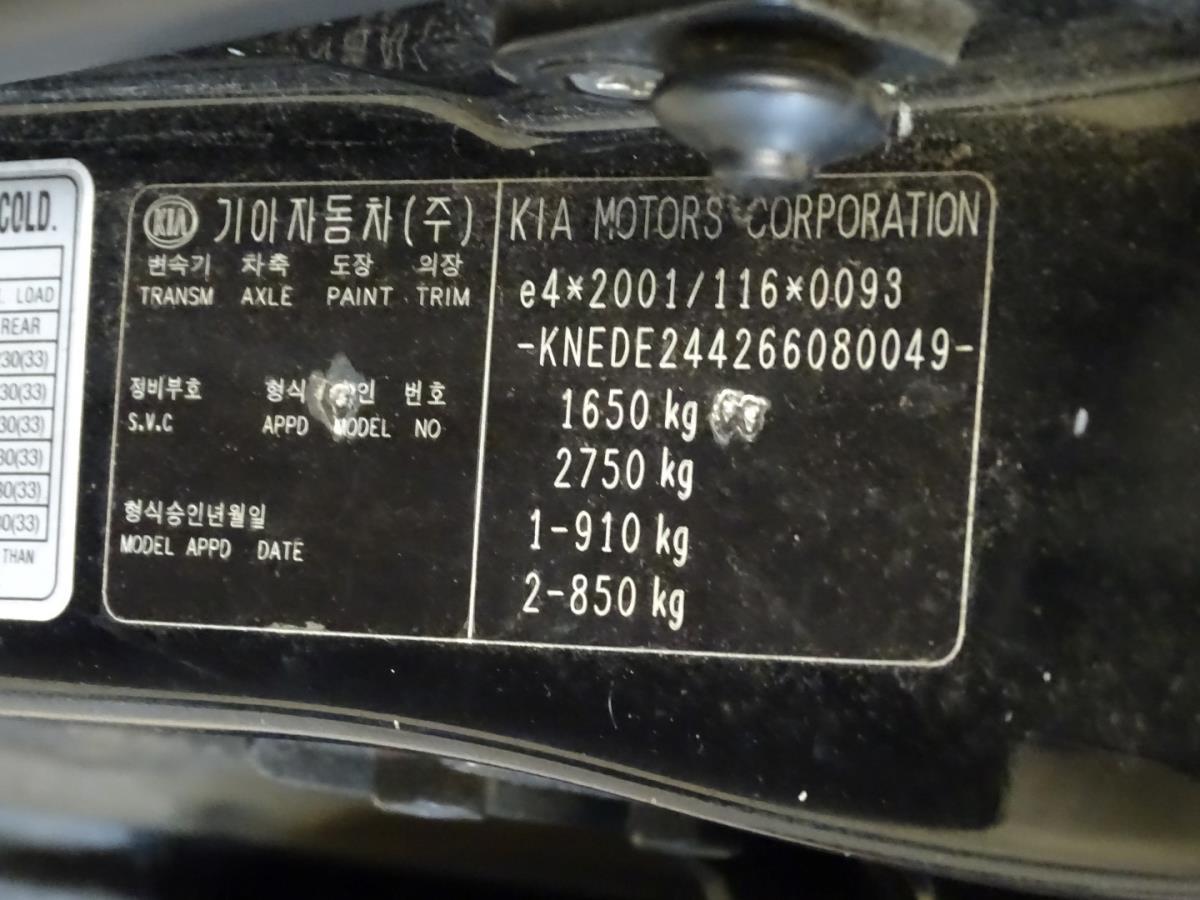 COLD.
LOAD
REAR
30(33)
30(33)
30(33)
30(33)
30(33)
30(33)
THAN
KIA 기아자동차(주)
변속기 차축 도장 의장
TRANSM AXLE PAINT TRIM
정비부호 형식 인 번호
S.V.C APPD MODEL NO
형식승인년월일
MODEL APPD DATE
KIA MOTORS CORPORATION
e4*2001/116*0093
-KNEDE244266080049-
1650 kg
2750 kg
1-910 kg
2-850 kg